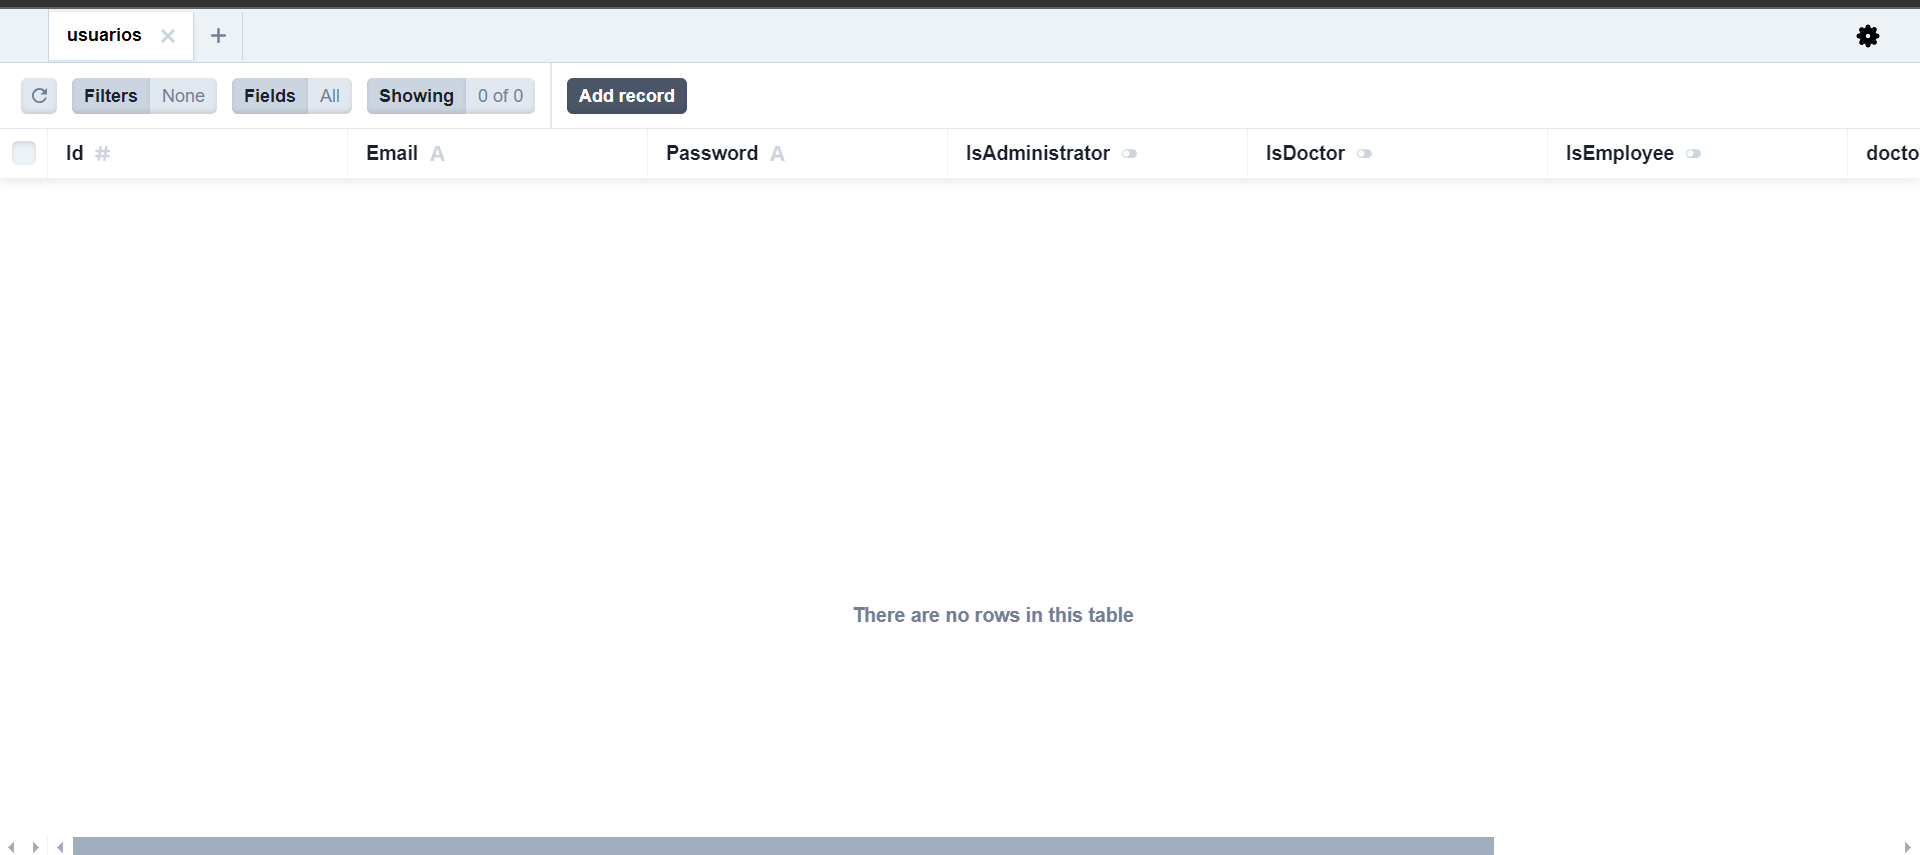 usuarios
Filters None Fields All Showing 0 of 0 Add record
Id # Email A Password A IsAdministrator IsDoctor IsEmployee docto
There are no rows in this table